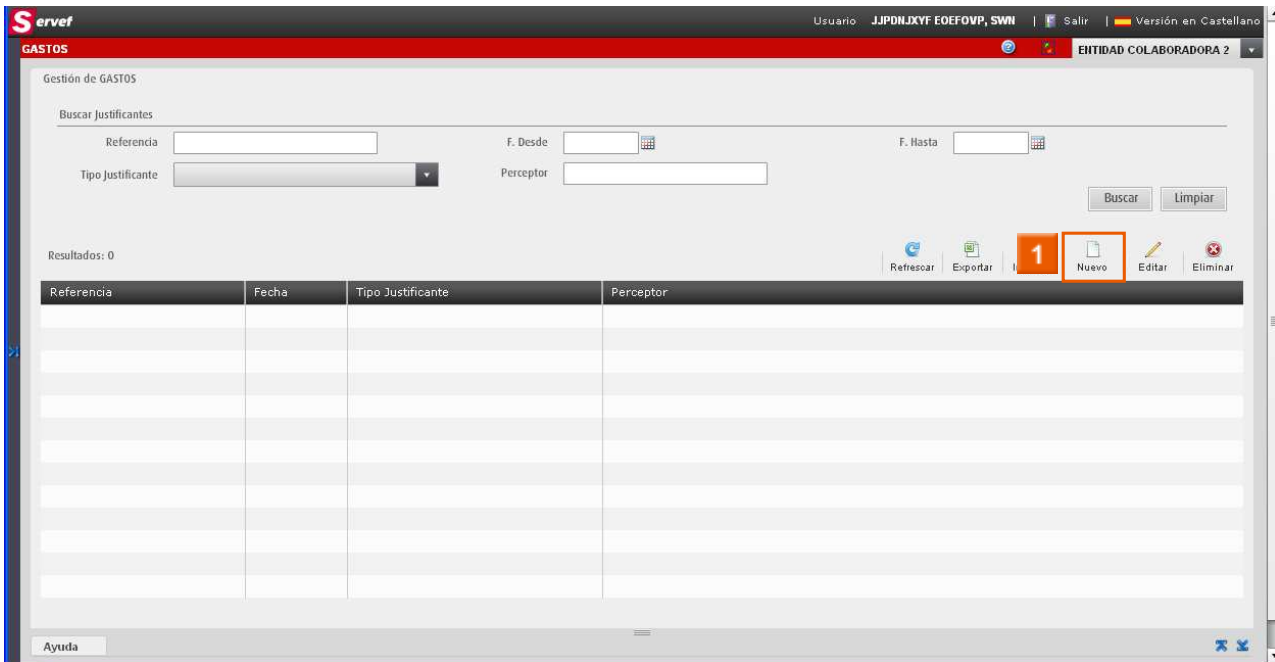 Servef Usuario JJPDNJXYF EOEFOVP, SWN | Salir | Versión en Castellano
GASTOS ENTIDAD COLABORADORA 2
Gestión de GASTOS
Buscar Justificantes
Referencia F. Desde F. Hasta
Tipo Justificante Perceptor
Buscar Limpiar
Resultados: 0 Refrescar Exportar 1 Nuevo Editar Eliminar
Referencia Fecha Tipo Justificante Perceptor
Ayuda